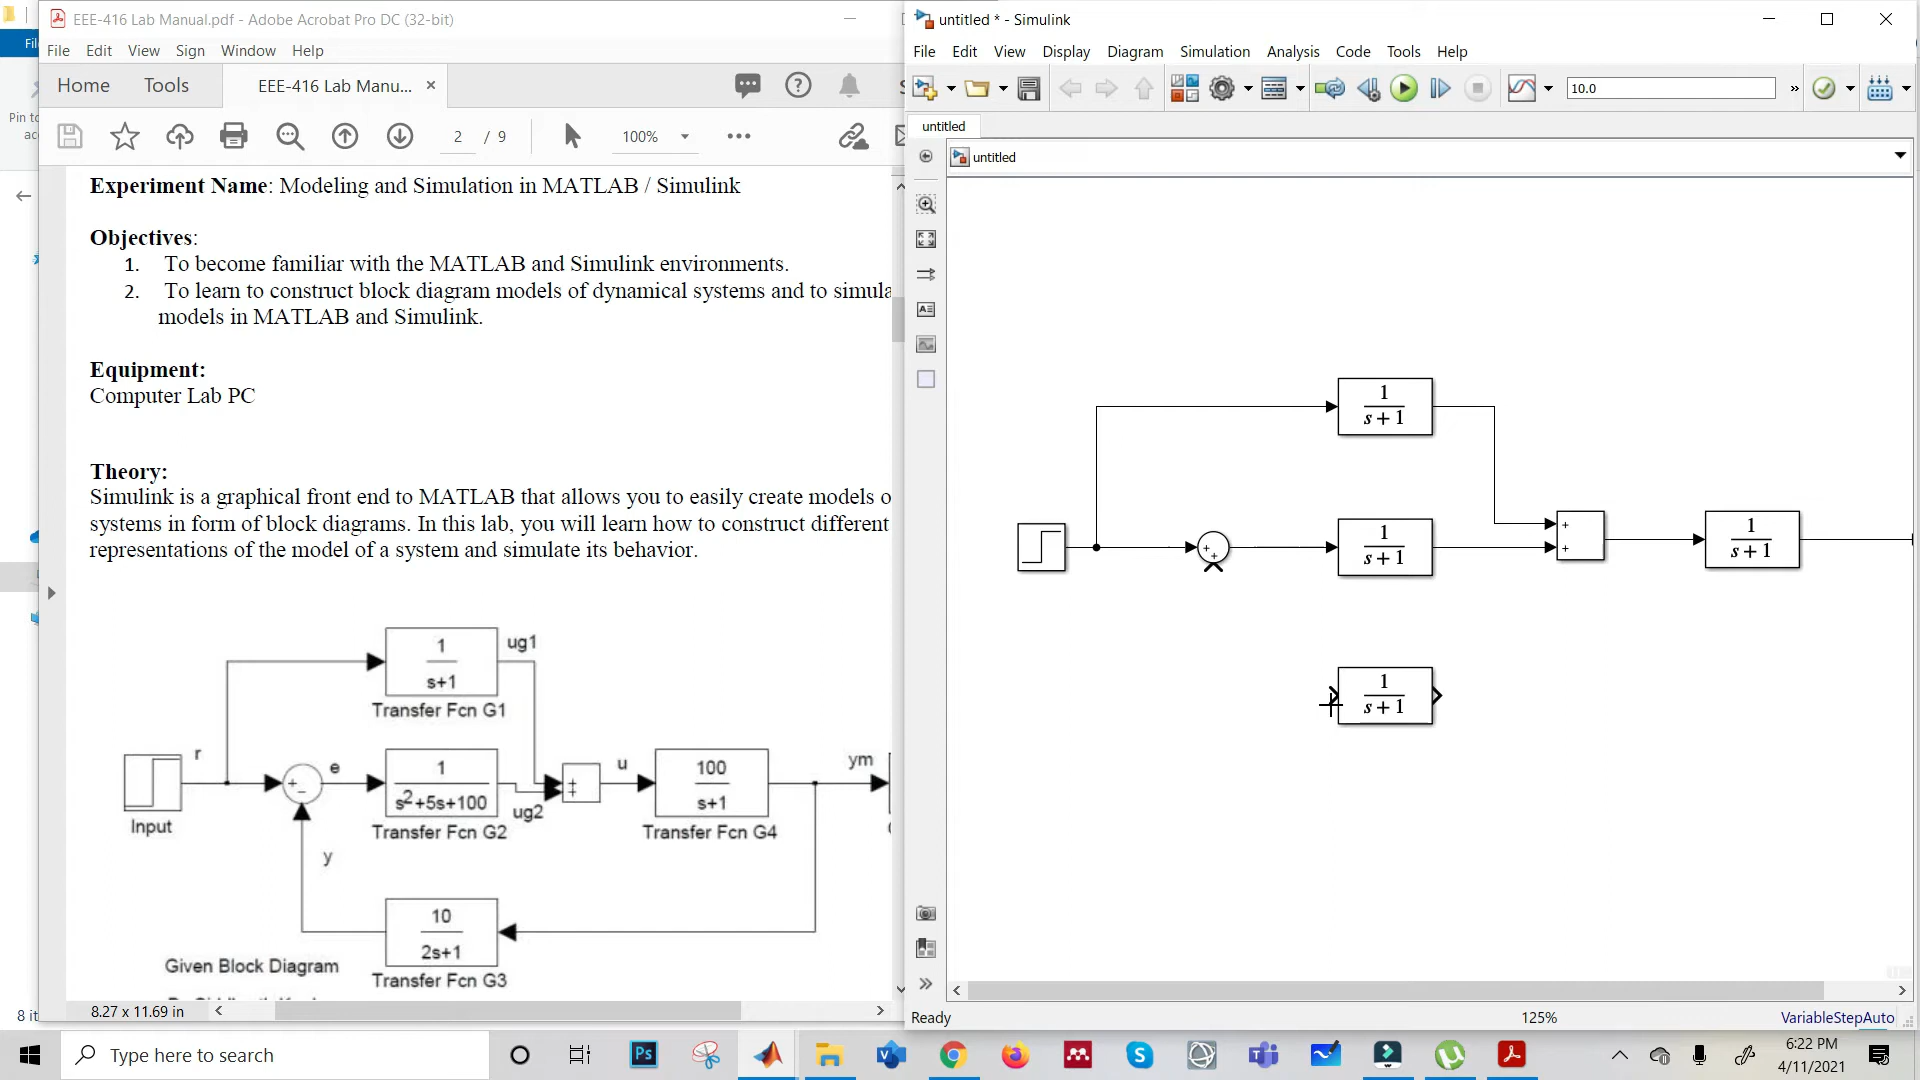 EEE-416 Lab Manual.pdf - Adobe Acrobat Pro DC (32-bit)
File Edit View Sign Window Help
Home Tools EEE-416 Lab Manu... ×
2 / 9 100%
Experiment Name: Modeling and Simulation in MATLAB / Simulink
Objectives:
1. To become familiar with the MATLAB and Simulink environments.
2. To learn to construct block diagram models of dynamical systems and to simula
models in MATLAB and Simulink.
Equipment:
Computer Lab PC
Theory:
Simulink is a graphical front end to MATLAB that allows you to easily create models o
systems in form of block diagrams. In this lab, you will learn how to construct different
representations of the model of a system and simulate its behavior.
1
s+1
ug1
Transfer Fcn G1
r
Input
+
−
e
1
s2+5s+100
ug2
Transfer Fcn G2
+
+
u
100
s+1
Transfer Fcn G4
ym
y
10
2s+1
Transfer Fcn G3
Given Block Diagram
8.27 x 11.69 in
Fil
Pin to
ac
8 it
untitled * - Simulink
File Edit View Display Diagram Simulation Analysis Code Tools Help
10.0
»
untitled
untitled
1
s + 1
+
+
1
s + 1
+
+
1
s + 1
1
s + 1
Ready 125% VariableStepAuto
Type here to search
Ps
6:22 PM
4/11/2021